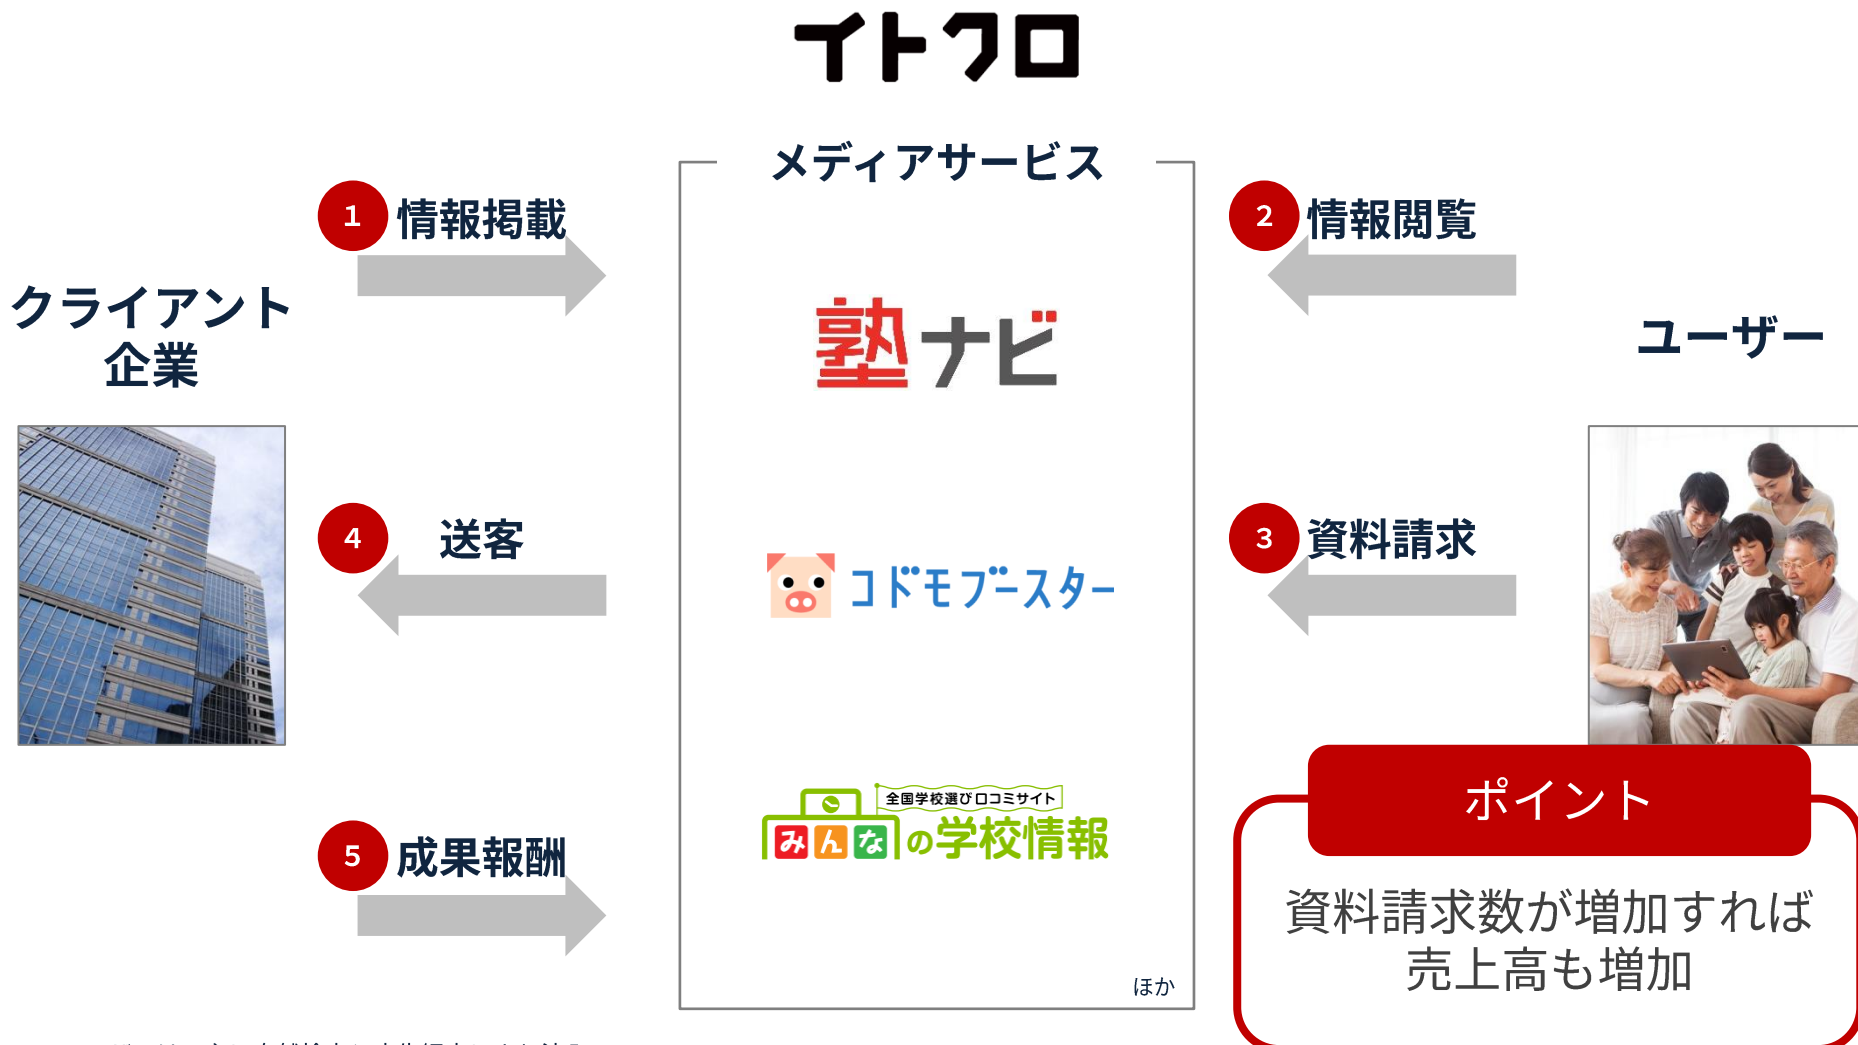 イトクロ
メディアサービス
1 情報掲載
2 情報閲覧
クライアント
企業
ユーザー
塾ナビ
4 送客
3 資料請求
コドモブースター
全国学校選び口コミサイト
みんなの学校情報
5 成果報酬
ポイント
資料請求数が増加すれば
売上高も増加
ほか